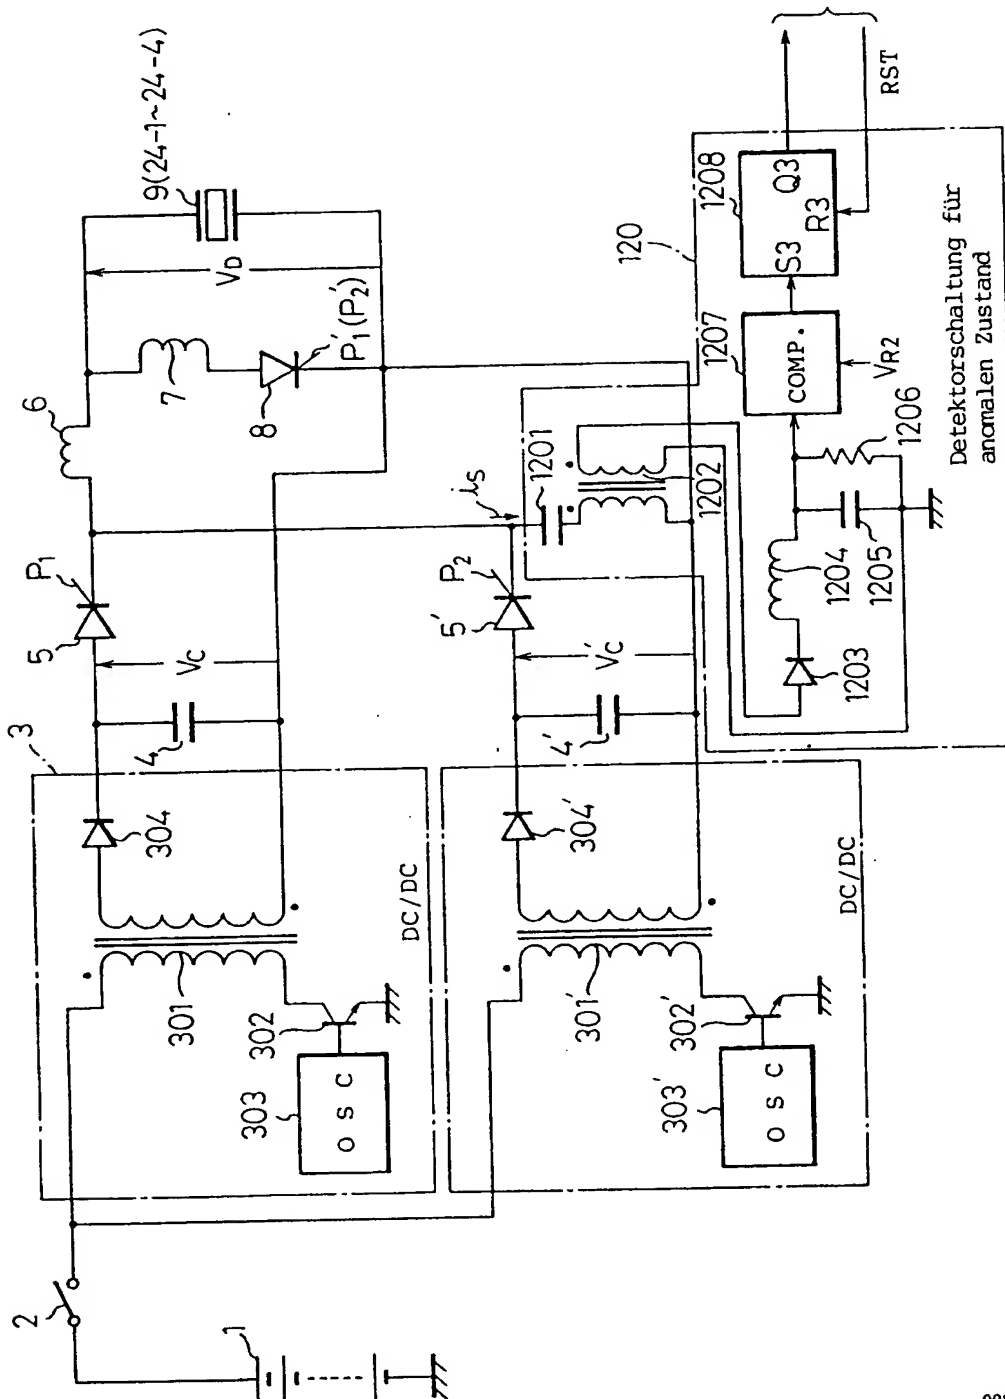 1
2
3
301
302
303
OSC
304
DC/DC
4
VC
5
P1
6
7
8
P1'(P2')
VD
9(24-1~24-4)
301'
302'
303'
OSC
304'
DC/DC
4'
V'C
5'
P2
is
120
1201
1202
1203
1204
1205
1206
1207
COMP.
VR2
1208
S3
Q3
R3
RST
Detektorschaltung für
anomalen Zustand